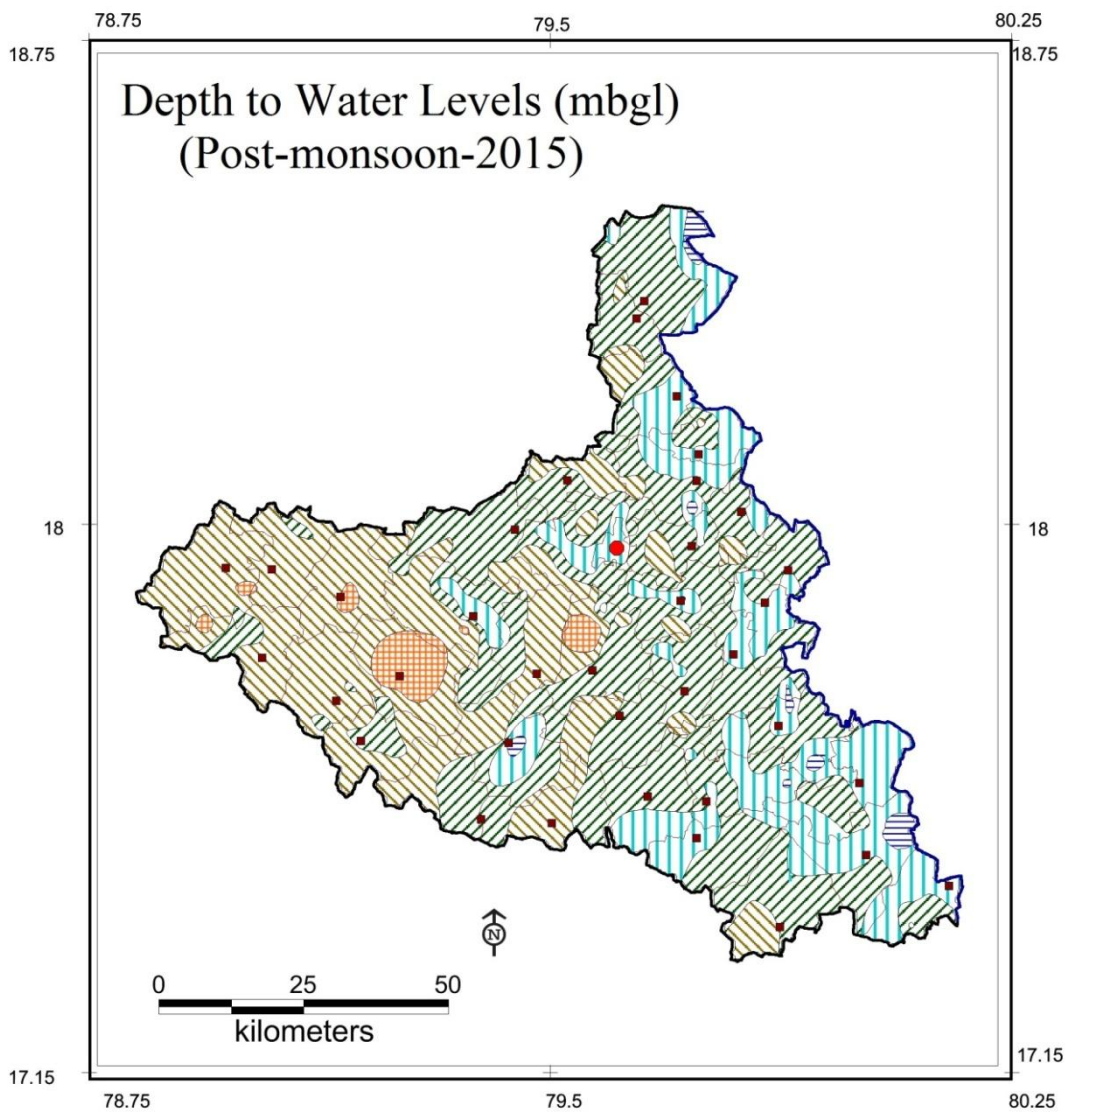 78.75 79.5 80.25
18.75 18.75
Depth to Water Levels (mbgl)
(Post-monsoon-2015)
18 18
N
0 25 50
kilometers
17.15 17.15
78.75 79.5 80.25